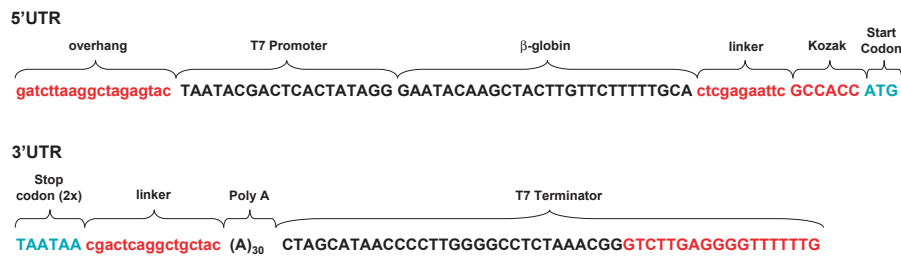 5'UTR
overhang T7 Promoter β-globin linker Kozak Start Codon
gatcttaaggctagagtac TAATACGACTCACTATAGG GAATACAAGCTACTTGTTCTTTTTGCA ctcgagaattc GCCACC ATG
3'UTR
Stop codon (2x) linker Poly A T7 Terminator
TAATAA cgactcaggctgctac (A)30 CTAGCATAACCCCTTGGGGCCTCTAAACGGGTCTTGAGGGGTTTTTTG